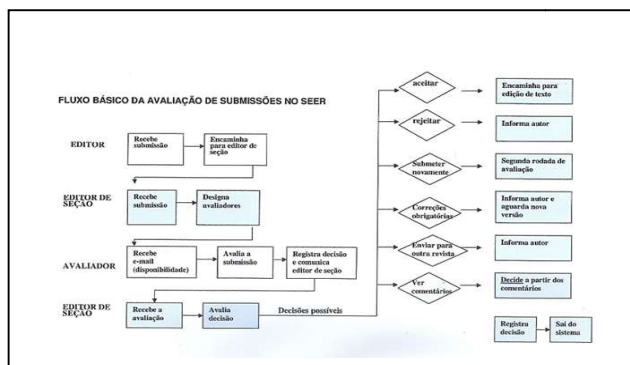 FLUXO BÁSICO DA AVALIAÇÃO DE SUBMISSÕES NO SEER
EDITOR
Recebe
submissão
Encaminha
para editor de
seção
EDITOR DE
SEÇÃO
Recebe
submissão
Designa
avaliadores
AVALIADOR
Recebe
e-mail
(disponibilidade)
Avalia a
submissão
Registra decisão
e comunica
editor de seção
EDITOR DE
SEÇÃO
Recebe a
avaliação
Avalia
decisão
Decisões possíveis
aceitar
Encaminha para
edição de texto
rejeitar
Informa autor
Submeter
novamente
Segunda rodada de
avaliação
Correções
obrigatórias
Informa autor e
aguarda nova
versão
Enviar para
outra revista
Informa autor
Ver
comentários
Decide a partir dos
comentários
Registra
decisão
Sai do
sistema